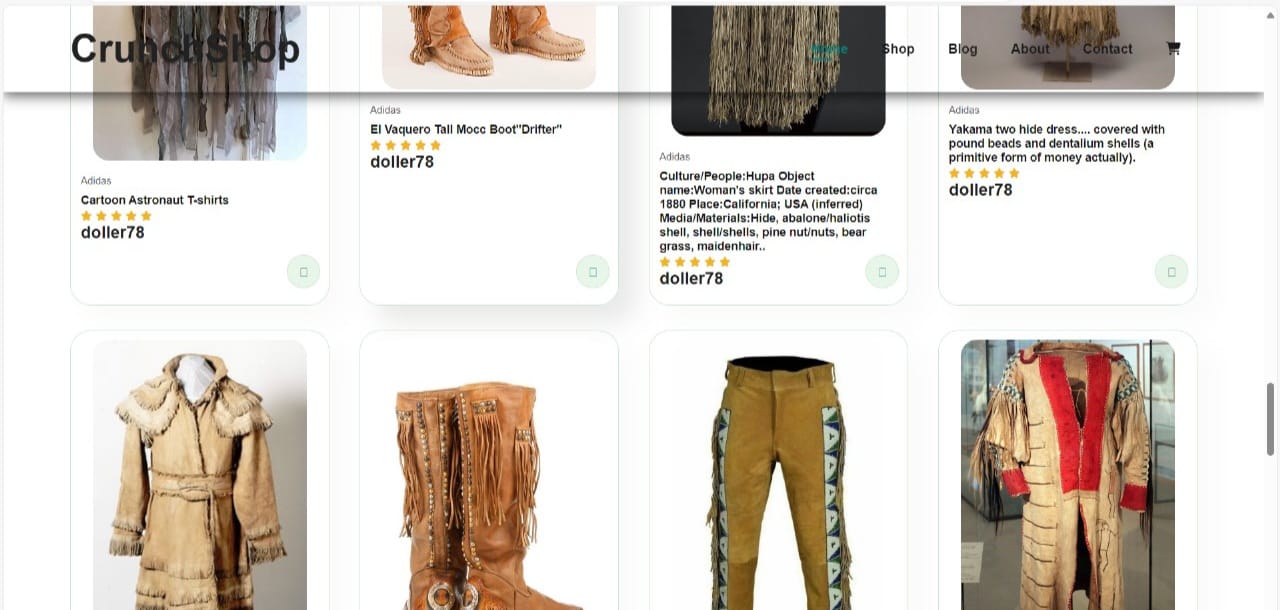 CrunchShop
Home Shop Blog About Contact
Adidas
Cartoon Astronaut T-shirts
doller78
Adidas
El Vaquero Tall Mocc Boot"Drifter"
doller78
Adidas
Culture/People:Hupa Object
name:Woman's skirt Date created:circa
1880 Place:California; USA (inferred)
Media/Materials:Hide, abalone/haliotis
shell, shell/shells, pine nut/nuts, bear
grass, maidenhair..
doller78
Adidas
Yakama two hide dress.... covered with
pound beads and dentalium shells (a
primitive form of money actually).
doller78